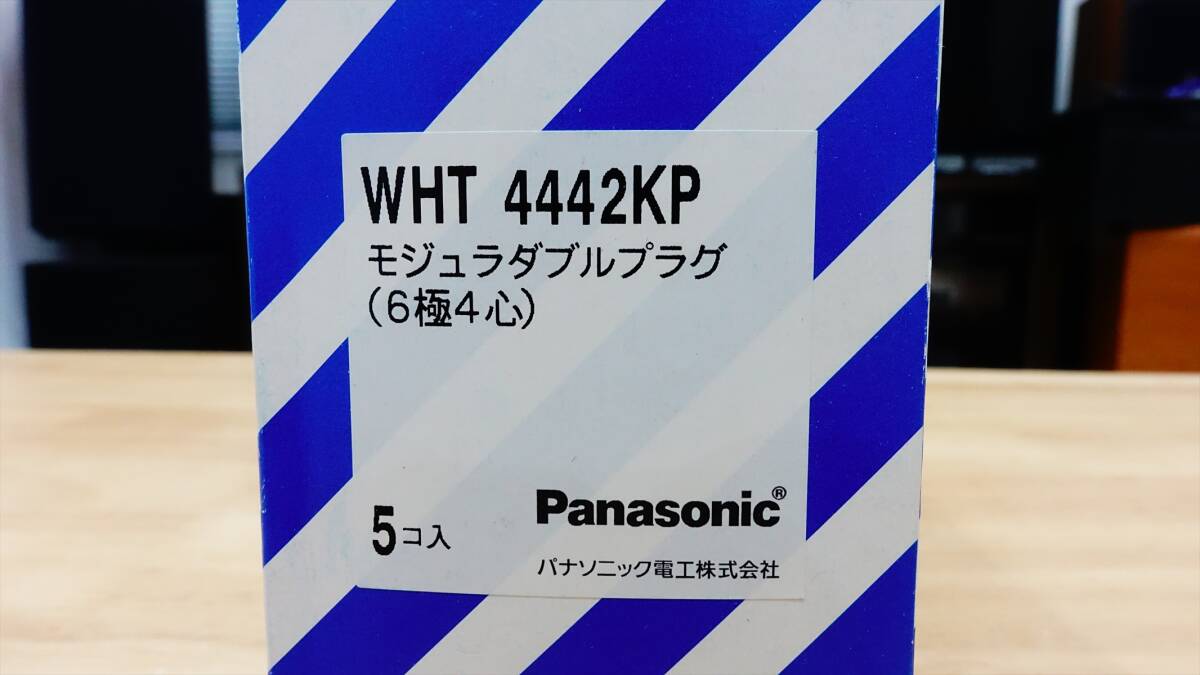 WHT 4442KP
モジュラダブルプラグ
(6極4心)
5コ入
Panasonic®
パナソニック電工株式会社